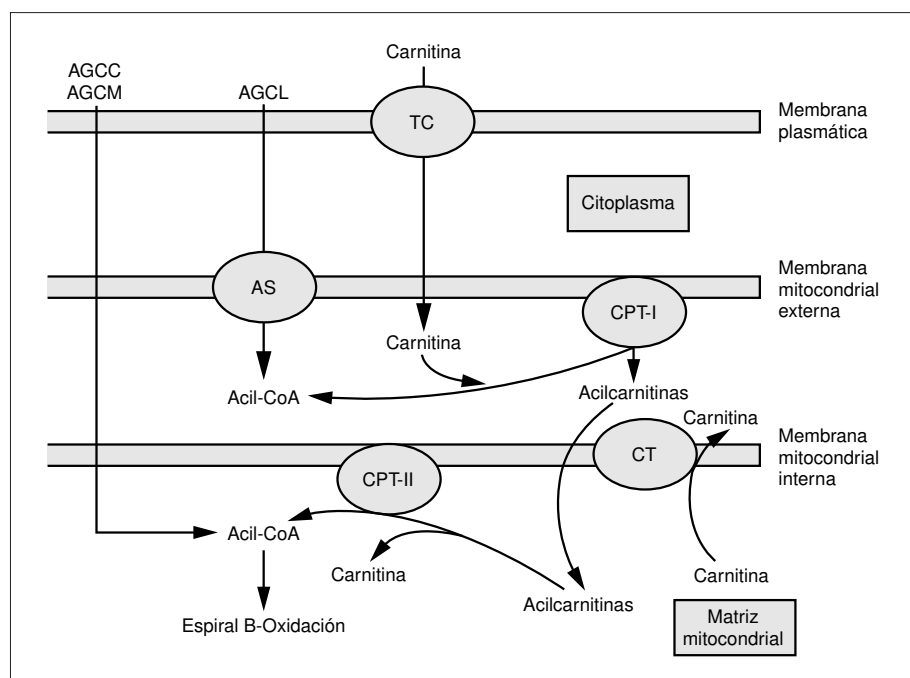 Carnitina
AGCC
AGCM
AGCL
TC
Membrana
plasmática
Citoplasma
AS
CPT-I
Membrana
mitocondrial
externa
Carnitina
Acil-CoA
Acilcarnitinas
Carnitina
CPT-II
CT
Membrana
mitocondrial
interna
Acil-CoA
Carnitina
Carnitina
Acilcarnitinas
Espiral B-Oxidación
Matriz
mitocondrial